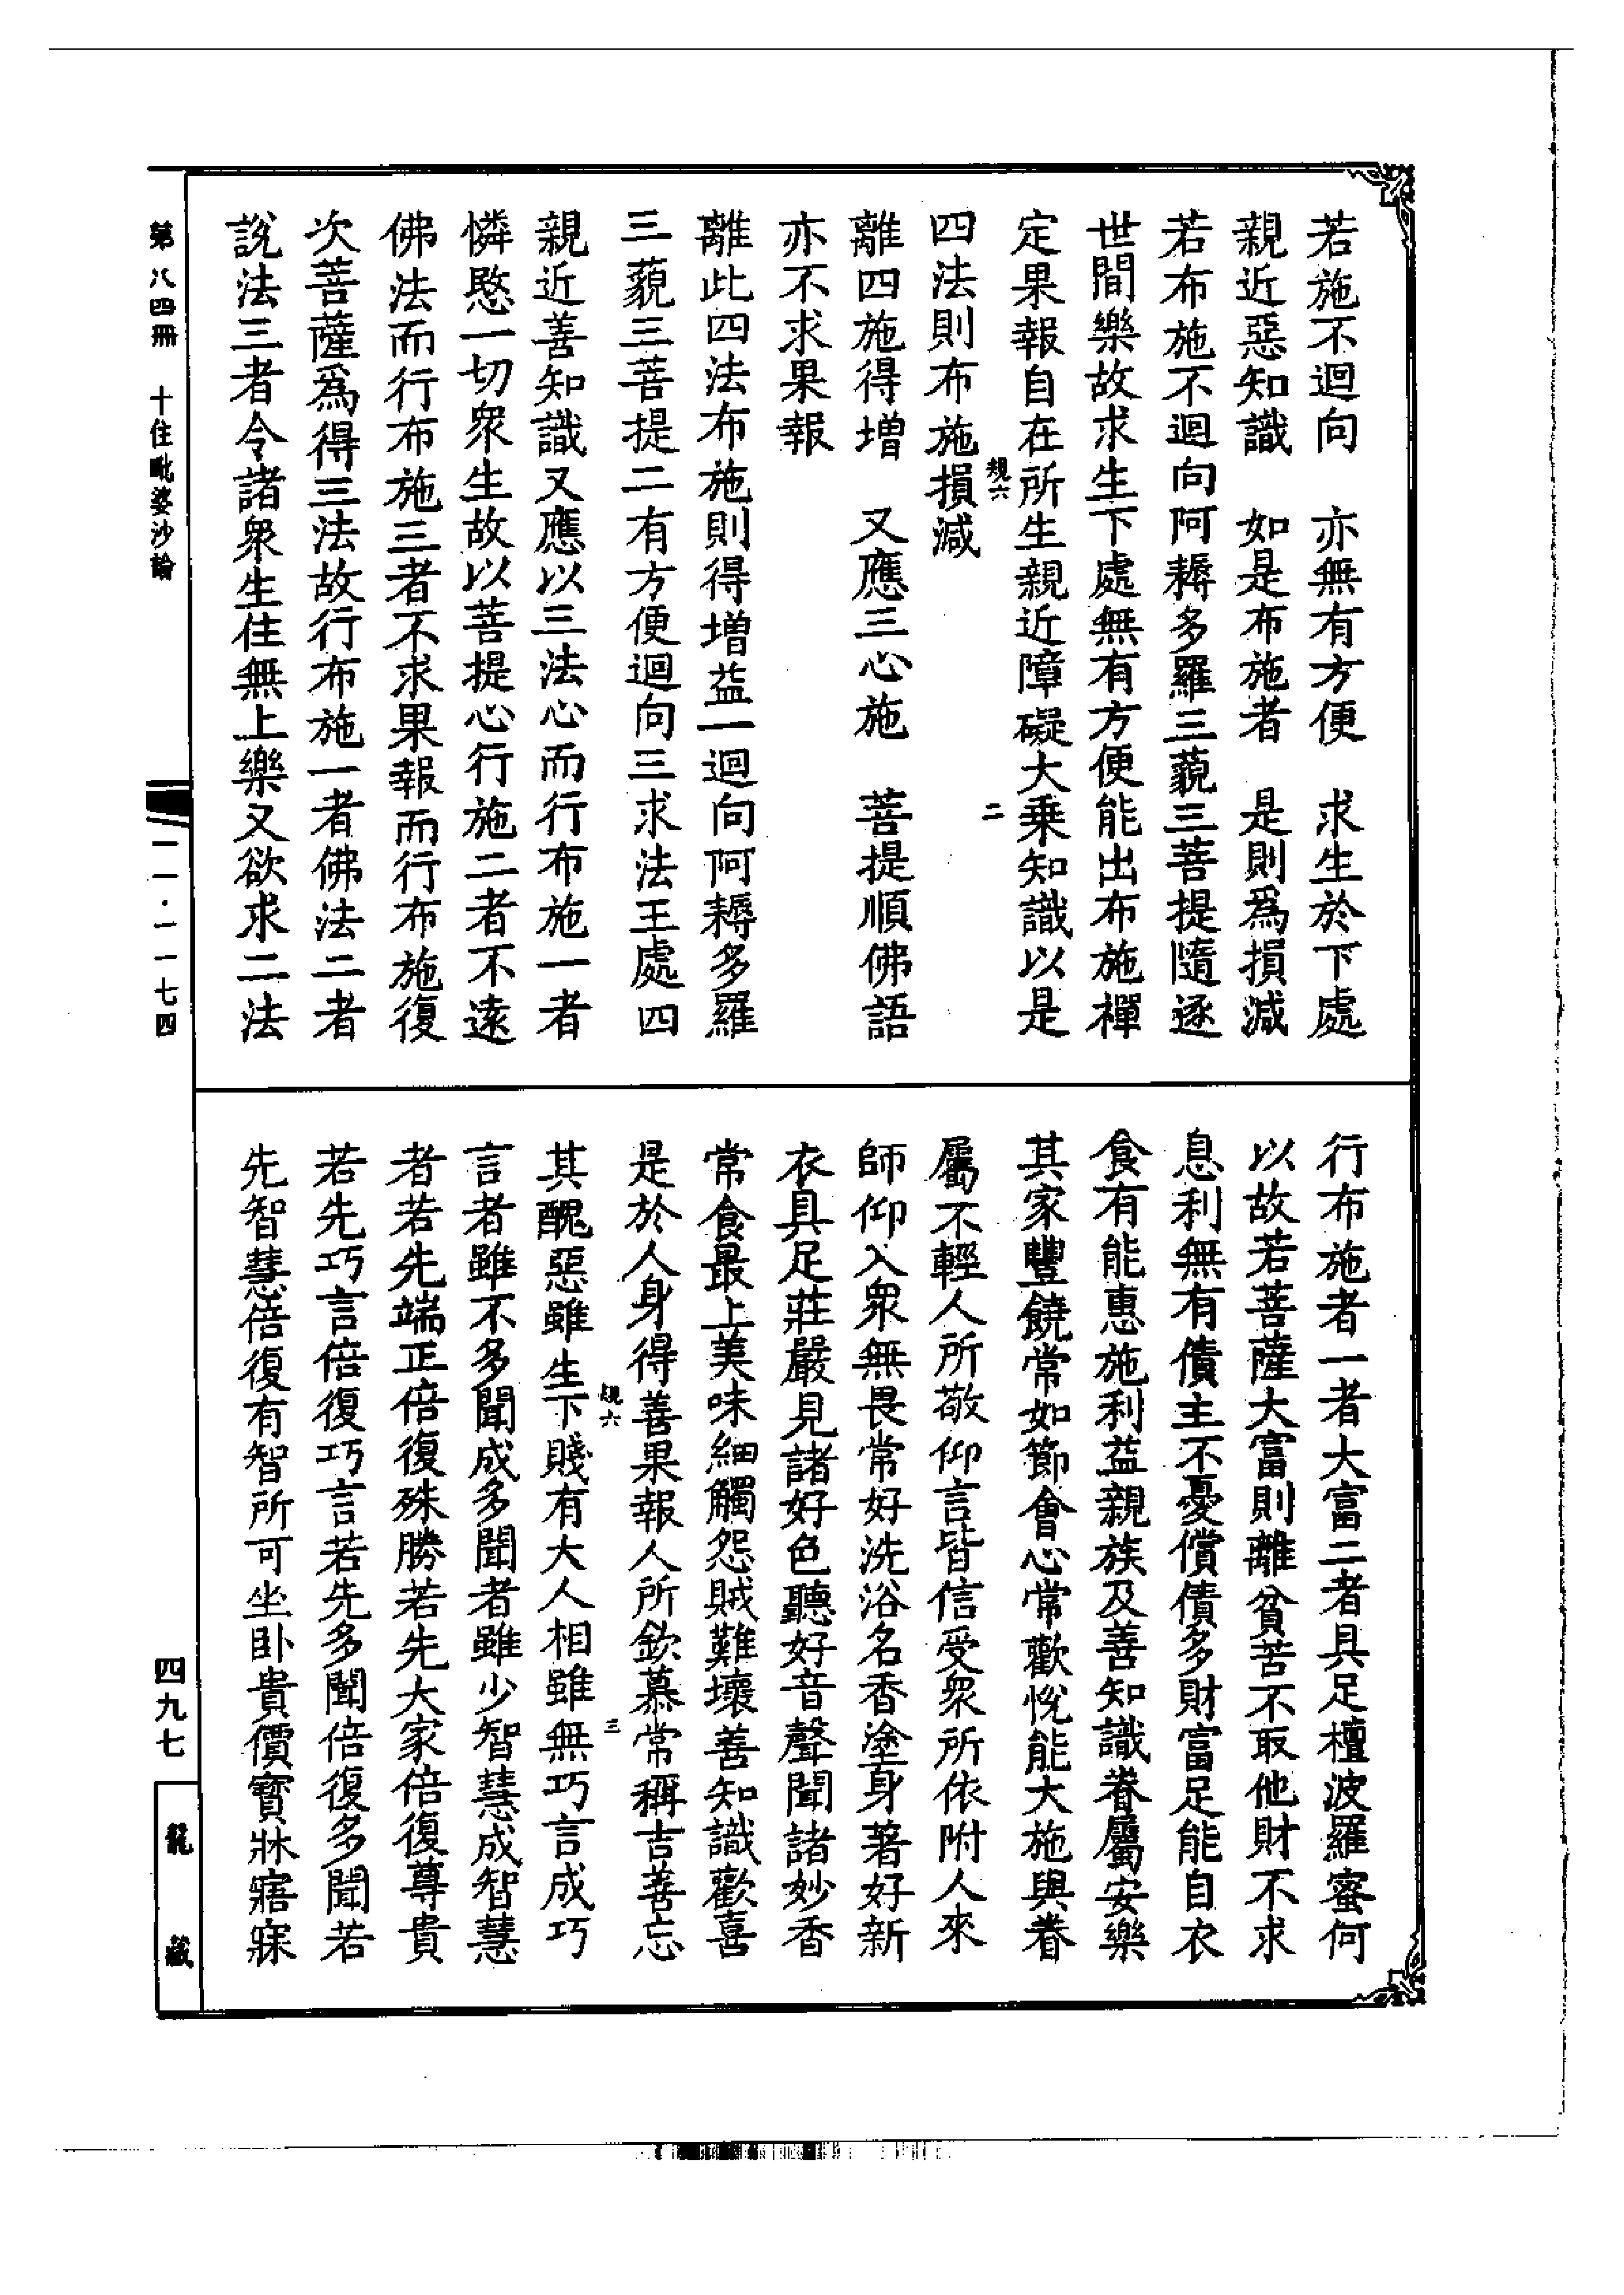 若施不迴向　亦無有方便　求生於下處
親近惡知識　如是布施者　是則爲損減
若布施不迴向阿耨多羅三藐三菩提隨逐
世間樂故求生下處無有方便能出布施禪
定果報自在所生親近障礙大乗知識以是
規六　二
四法則布施損減
離四施得增　又應三心施　菩提順佛語
亦不求果報
離此四法布施則得增益一迴向阿耨多羅
三藐三菩提二有方便迴向三求法王處四
親近善知識又應以三法心而行布施一者
憐愍一切衆生故以菩提心行施二者不遠
佛法而行布施三者不求果報而行布施復
次菩薩爲得三法故行布施一者佛法二者
說法三者令諸衆生住無上樂又欲求二法
行布施者一者大富二者具足檀波羅蜜何
以故若菩薩大富則離貧苦不取他財不求
息利無有債主不憂償債多財富足能自衣
食有能惠施利益親族及善知識眷屬安樂
其家豐饒常如節會心常歡悅能大施與眷
屬不輕人所敬仰言皆信受衆所依附人來
師仰入衆無畏常好洗浴名香塗身著好新
衣具足莊嚴見諸好色聽好音聲聞諸妙香
常食最上美味細觸怨賊難壞善知識歡喜
是於人身得善果報人所欽慕常稱吉善忘
規六　三
其醜惡雖生下賤有大人相雖無巧言成巧
言者雖不多聞成多聞者雖少智慧成智慧
者若先端正倍復殊勝若先大家倍復尊貴
若先巧言倍復巧言若先多聞倍復多聞若
先智慧倍復有智所可坐臥貴價寶牀寤寐
第八四冊　十住毗婆沙論
一一·一一七四
四九七
龍藏